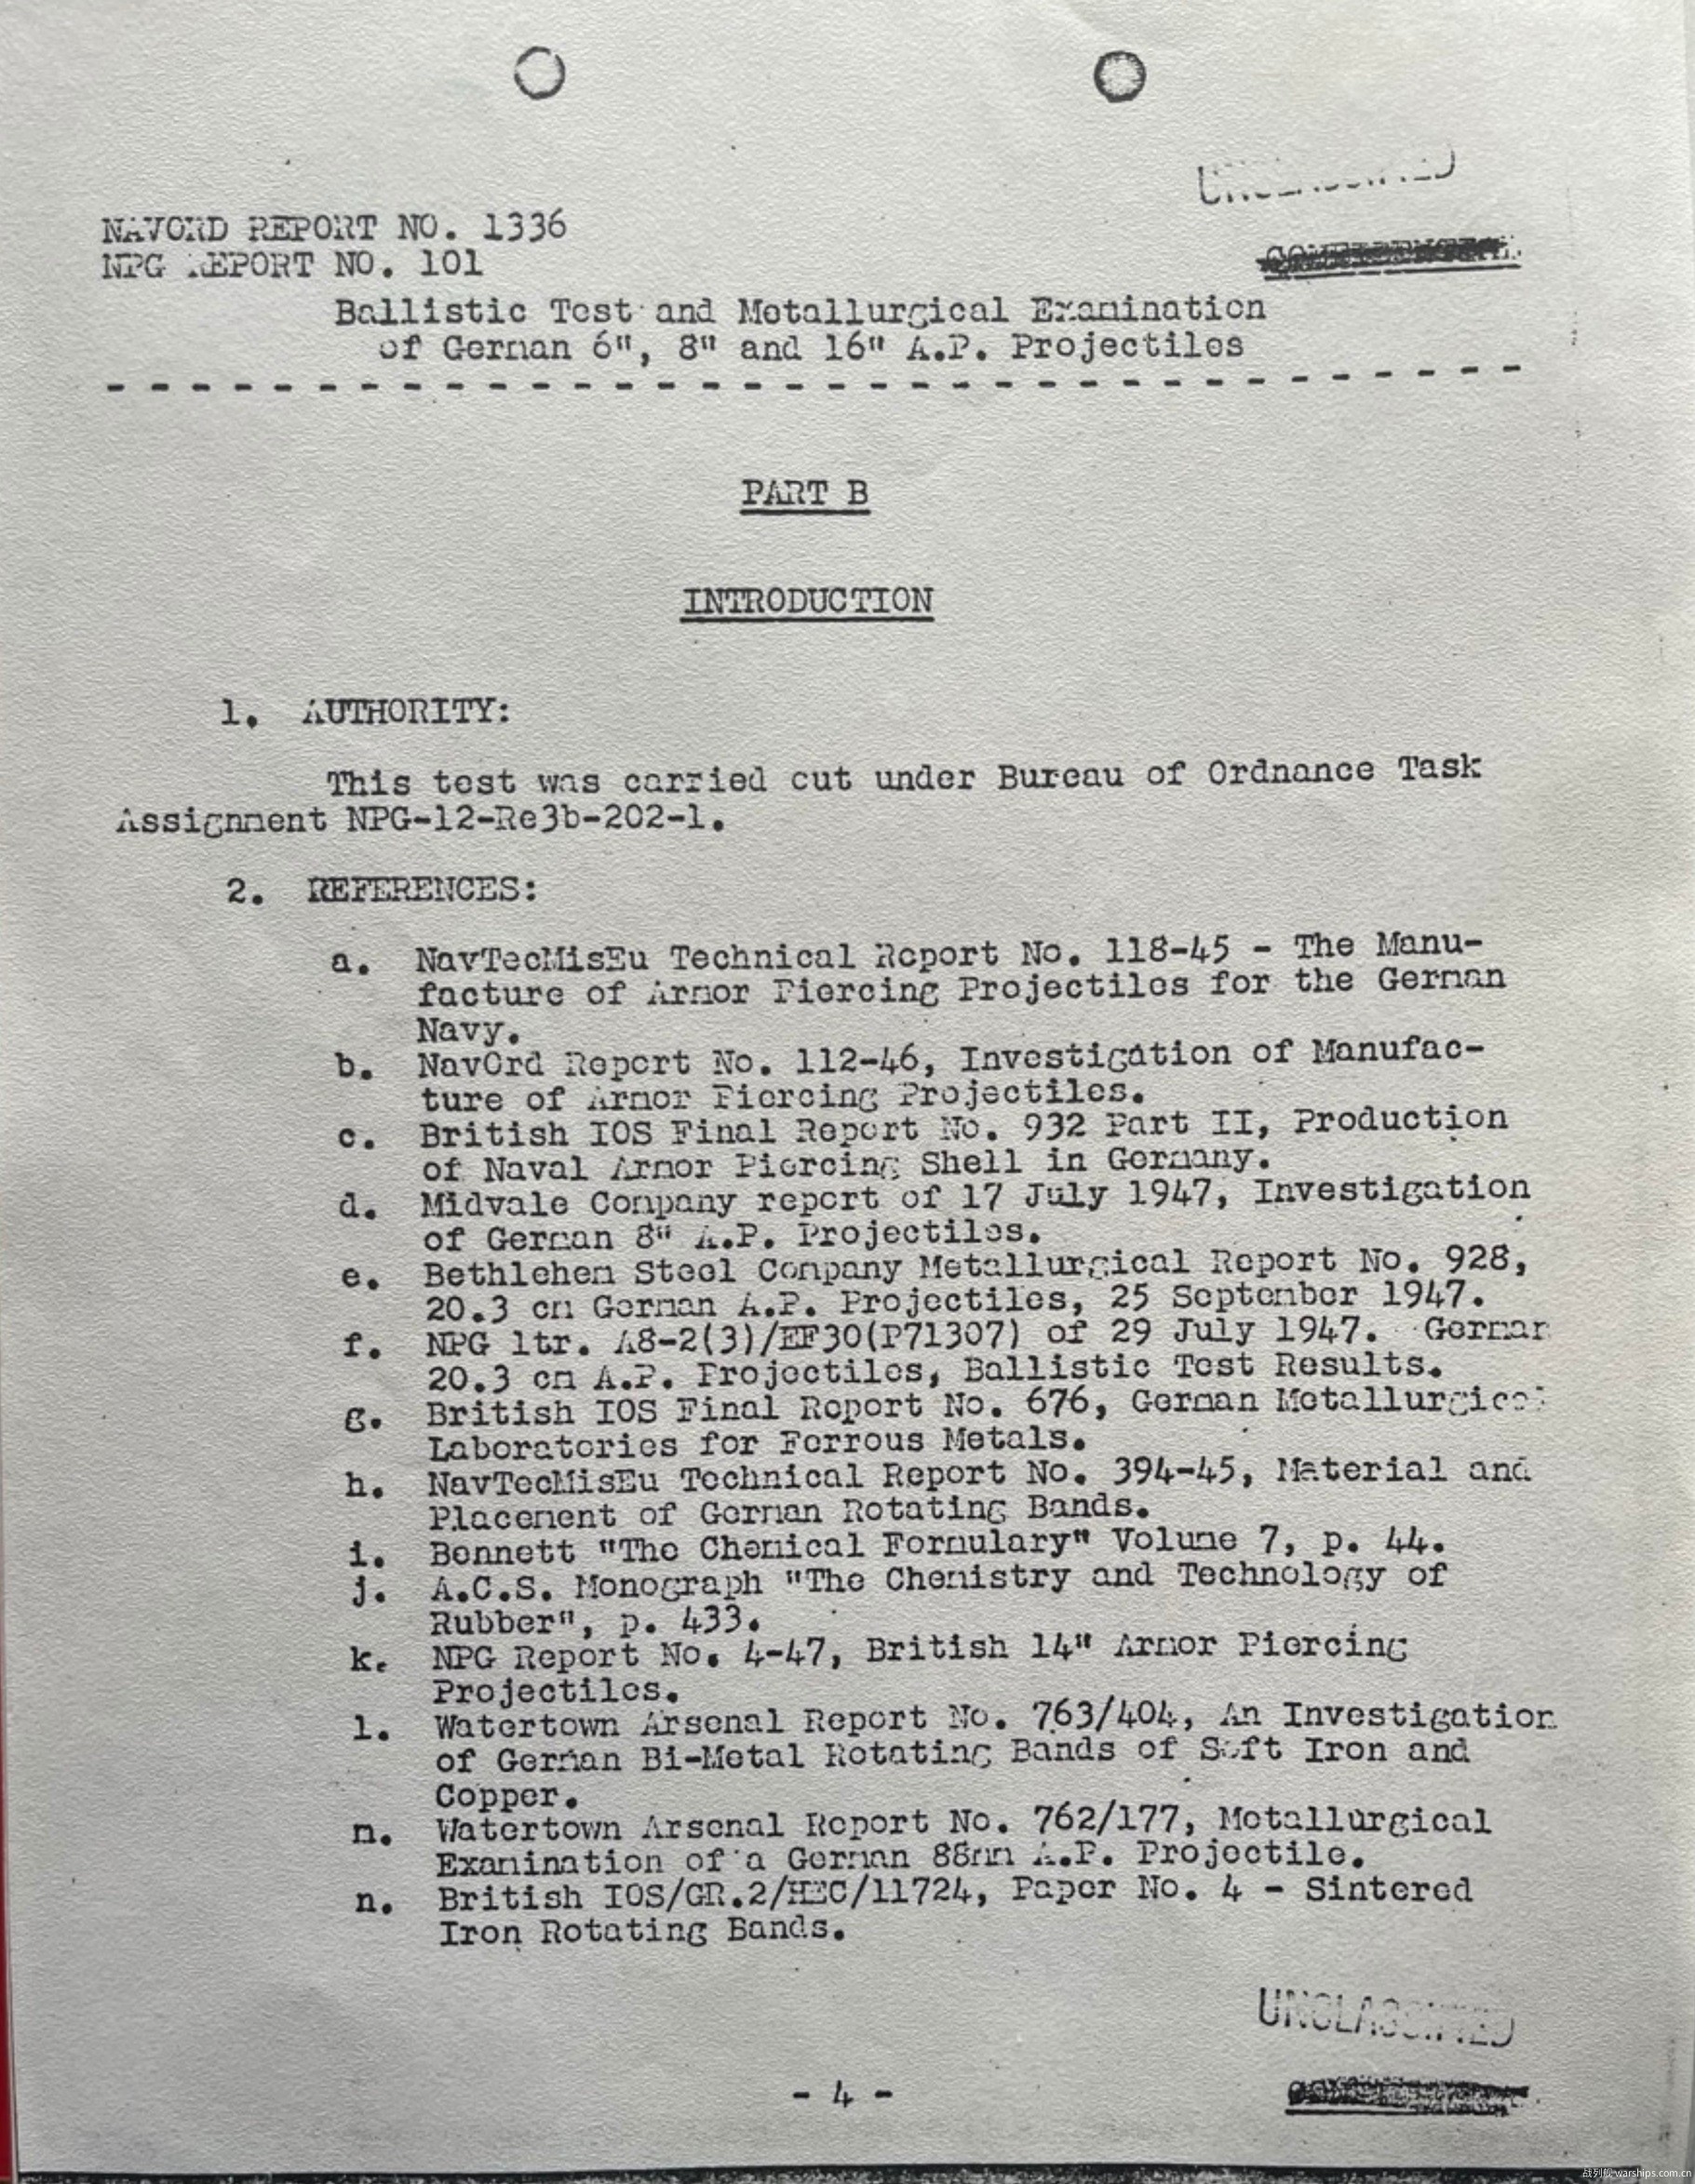 UNCLASSIFIED
NAVORD REPORT NO. 1336
CONFIDENTIAL
NPG REPORT NO. 101
Ballistic Test and Metallurgical Examination
of German 6", 8" and 16" A.P. Projectiles
PART B
INTRODUCTION
1. AUTHORITY:
This test was carried out under Bureau of Ordnance Task
Assignment NPG-12-Re3b-202-1.
2. REFERENCES:
a. NavTecMisEu Technical Report No. 118-45 - The Manu-
facture of Armor Piercing Projectiles for the German
Navy.
b. NavOrd Report No. 112-46, Investigation of Manufac-
ture of Armor Piercing Projectiles.
c. British IOS Final Report No. 932 Part II, Production
of Naval Armor Piercing Shell in Germany.
d. Midvale Company report of 17 July 1947, Investigation
of German 8" A.P. Projectiles.
e. Bethlehem Steel Company Metallurgical Report No. 928,
20.3 cm German A.P. Projectiles, 25 September 1947.
f. NPG ltr. A8-2(3)/EF30(P71307) of 29 July 1947. German
20.3 cm A.P. Projectiles, Ballistic Test Results.
g. British IOS Final Report No. 676, German Metallurgical
Laboratories for Ferrous Metals.
h. NavTecMisEu Technical Report No. 394-45, Material and
Placement of German Rotating Bands.
i. Bennett "The Chemical Formulary" Volume 7, p. 44.
j. A.C.S. Monograph "The Chemistry and Technology of
Rubber", p. 433.
k. NPG Report No. 4-47, British 14" Armor Piercing
Projectiles.
l. Watertown Arsenal Report No. 763/404, An Investigation
of German Bi-Metal Rotating Bands of Soft Iron and
Copper.
m. Watertown Arsenal Report No. 762/177, Metallurgical
Examination of a German 88mm A.P. Projectile.
n. British IOS/GR.2/HEC/11724, Paper No. 4 - Sintered
Iron Rotating Bands.
UNCLASSIFIED
- 4 -
战列舰-warships.com.cn